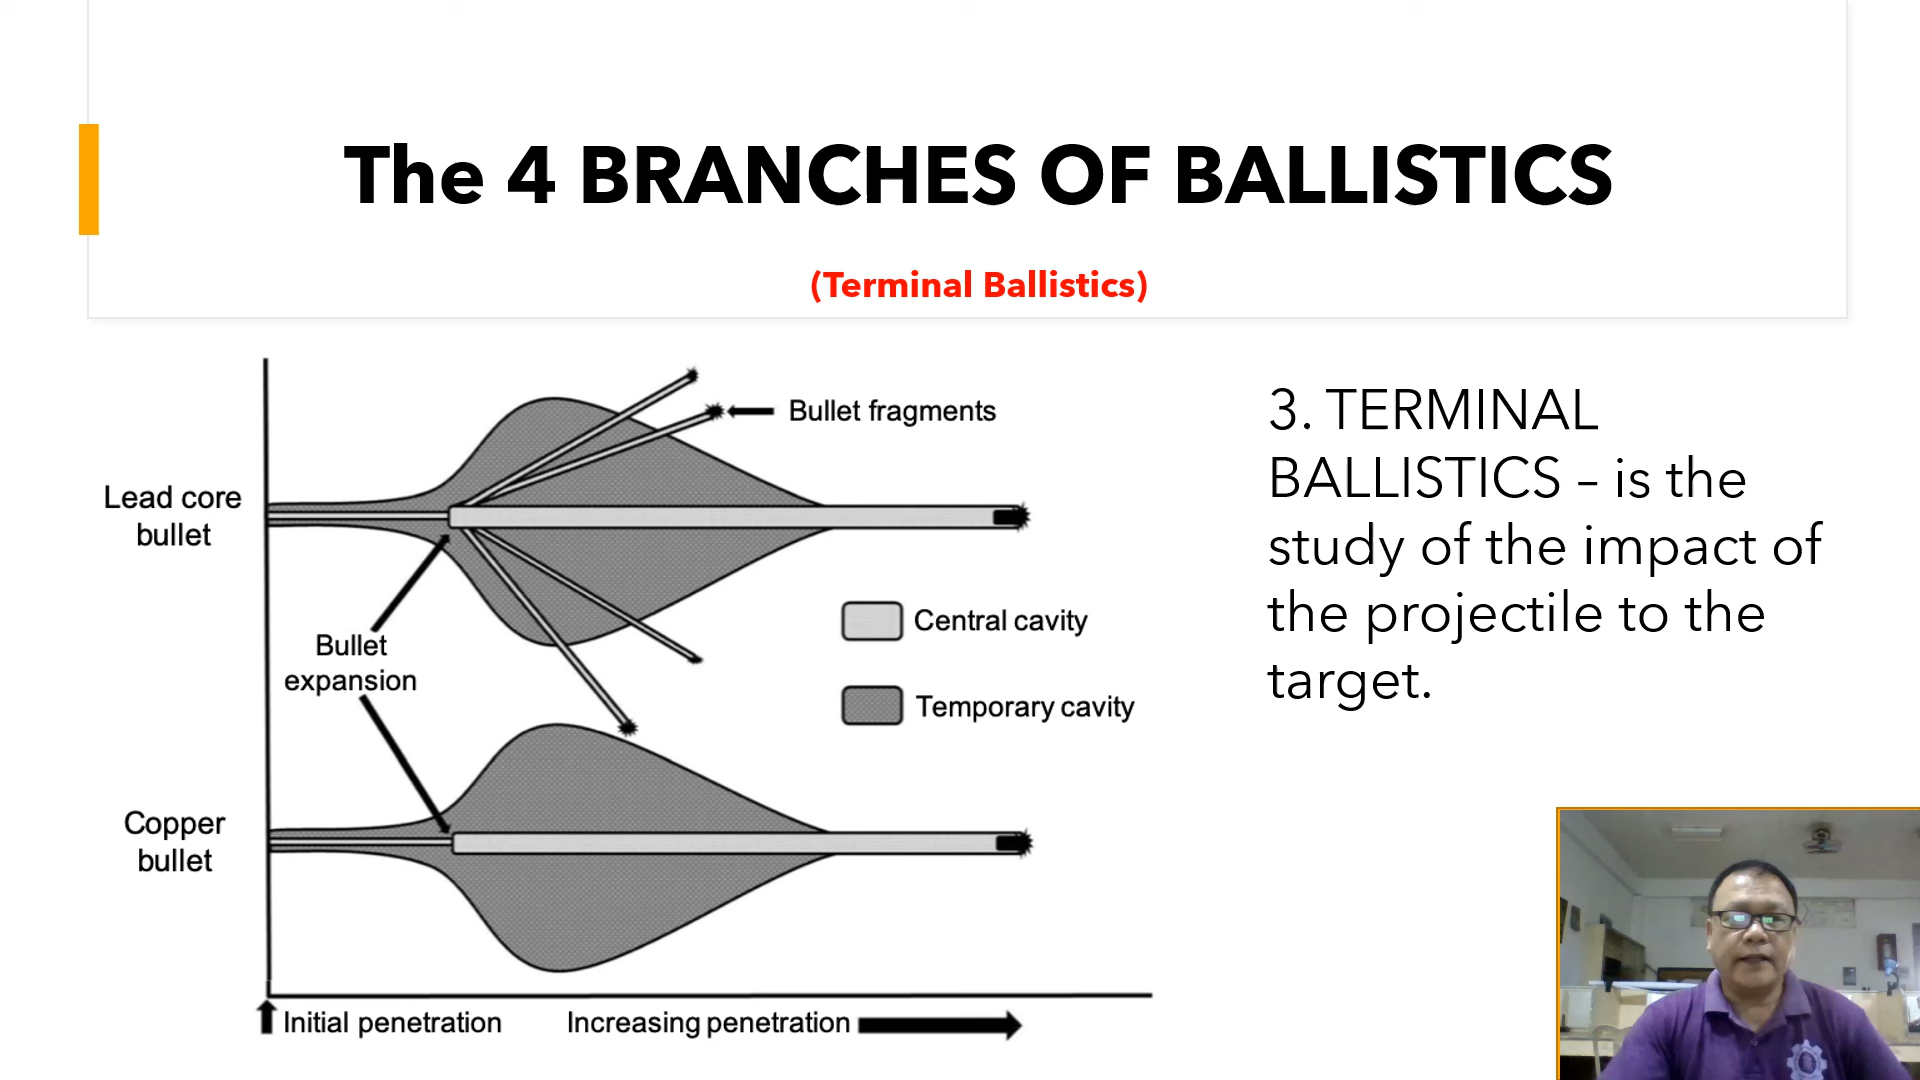 The 4 BRANCHES OF BALLISTICS
(Terminal Ballistics)
Bullet fragments
Lead core
bullet
Central cavity
Bullet
expansion
Temporary cavity
Copper
bullet
Initial penetration
Increasing penetration
3. TERMINAL
BALLISTICS – is the
study of the impact of
the projectile to the
target.